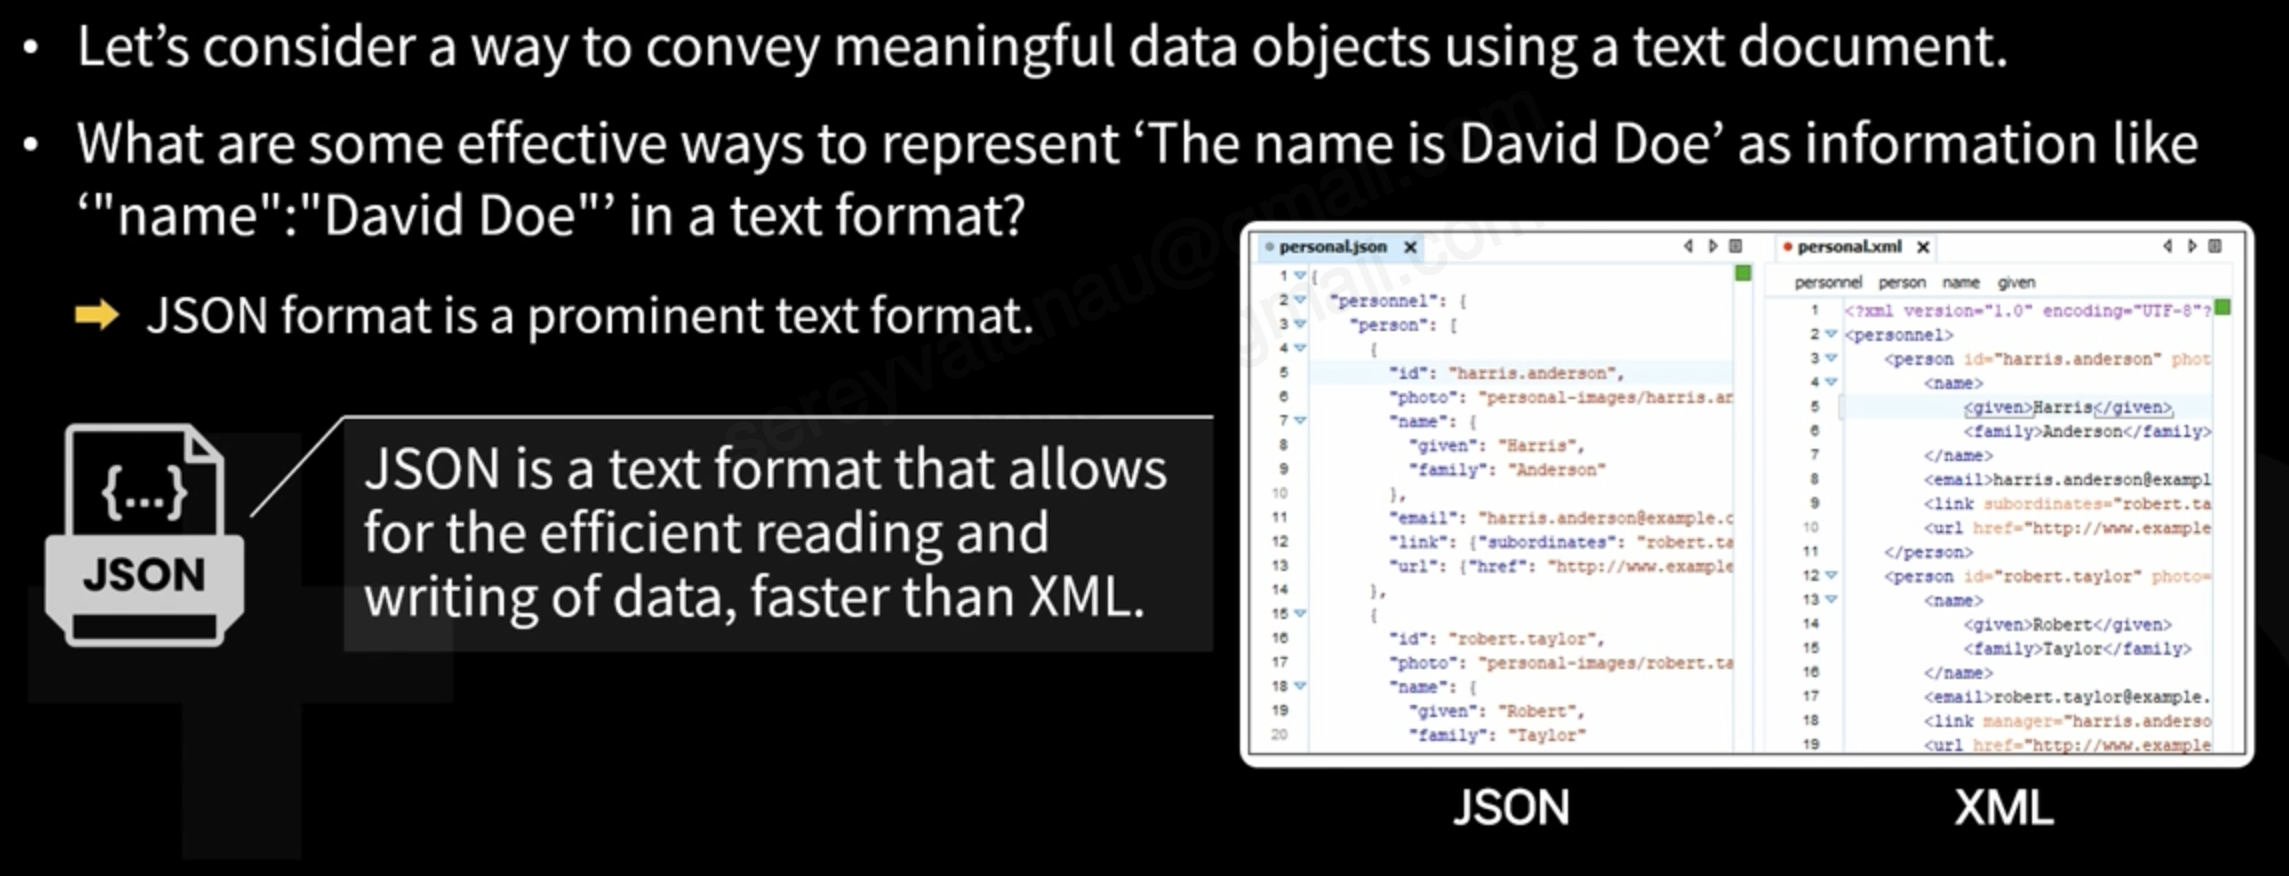 • Let’s consider a way to convey meaningful data objects using a text document.
• What are some effective ways to represent ‘The name is David Doe’ as information like
‘"name":"David Doe"’ in a text format?
JSON format is a prominent text format.
{...}
JSON
JSON is a text format that allows
for the efficient reading and
writing of data, faster than XML.
personal.json
1 {
2 "personnel": {
3 "person": [
4 {
5 "id": "harris.anderson",
6 "photo": "personal-images/harris.an
7 "name": {
8 "given": "Harris",
9 "family": "Anderson"
10 },
11 "email": "harris.anderson@example.c
12 "link": {"subordinates": "robert.ta
13 "url": {"href": "http://www.example
14 },
15 {
16 "id": "robert.taylor",
17 "photo": "personal-images/robert.ta
18 "name": {
19 "given": "Robert",
20 "family": "Taylor"
JSON
personal.xml
personnel person name given
1 <?xml version="1.0" encoding="UTF-8"?
2 <personnel>
3 <person id="harris.anderson" phot
4 <name>
5 <given>Harris</given>
6 <family>Anderson</family>
7 </name>
8 <email>harris.anderson@exampl
9 <link subordinates="robert.ta
10 <url href="http://www.example
11 </person>
12 <person id="robert.taylor" photo=
13 <name>
14 <given>Robert</given>
15 <family>Taylor</family>
16 </name>
17 <email>robert.taylor@example.
18 <link manager="harris.anderso
19 <url href="http://www.example
XML
sereyvatanau@gmail.com
gmail.com